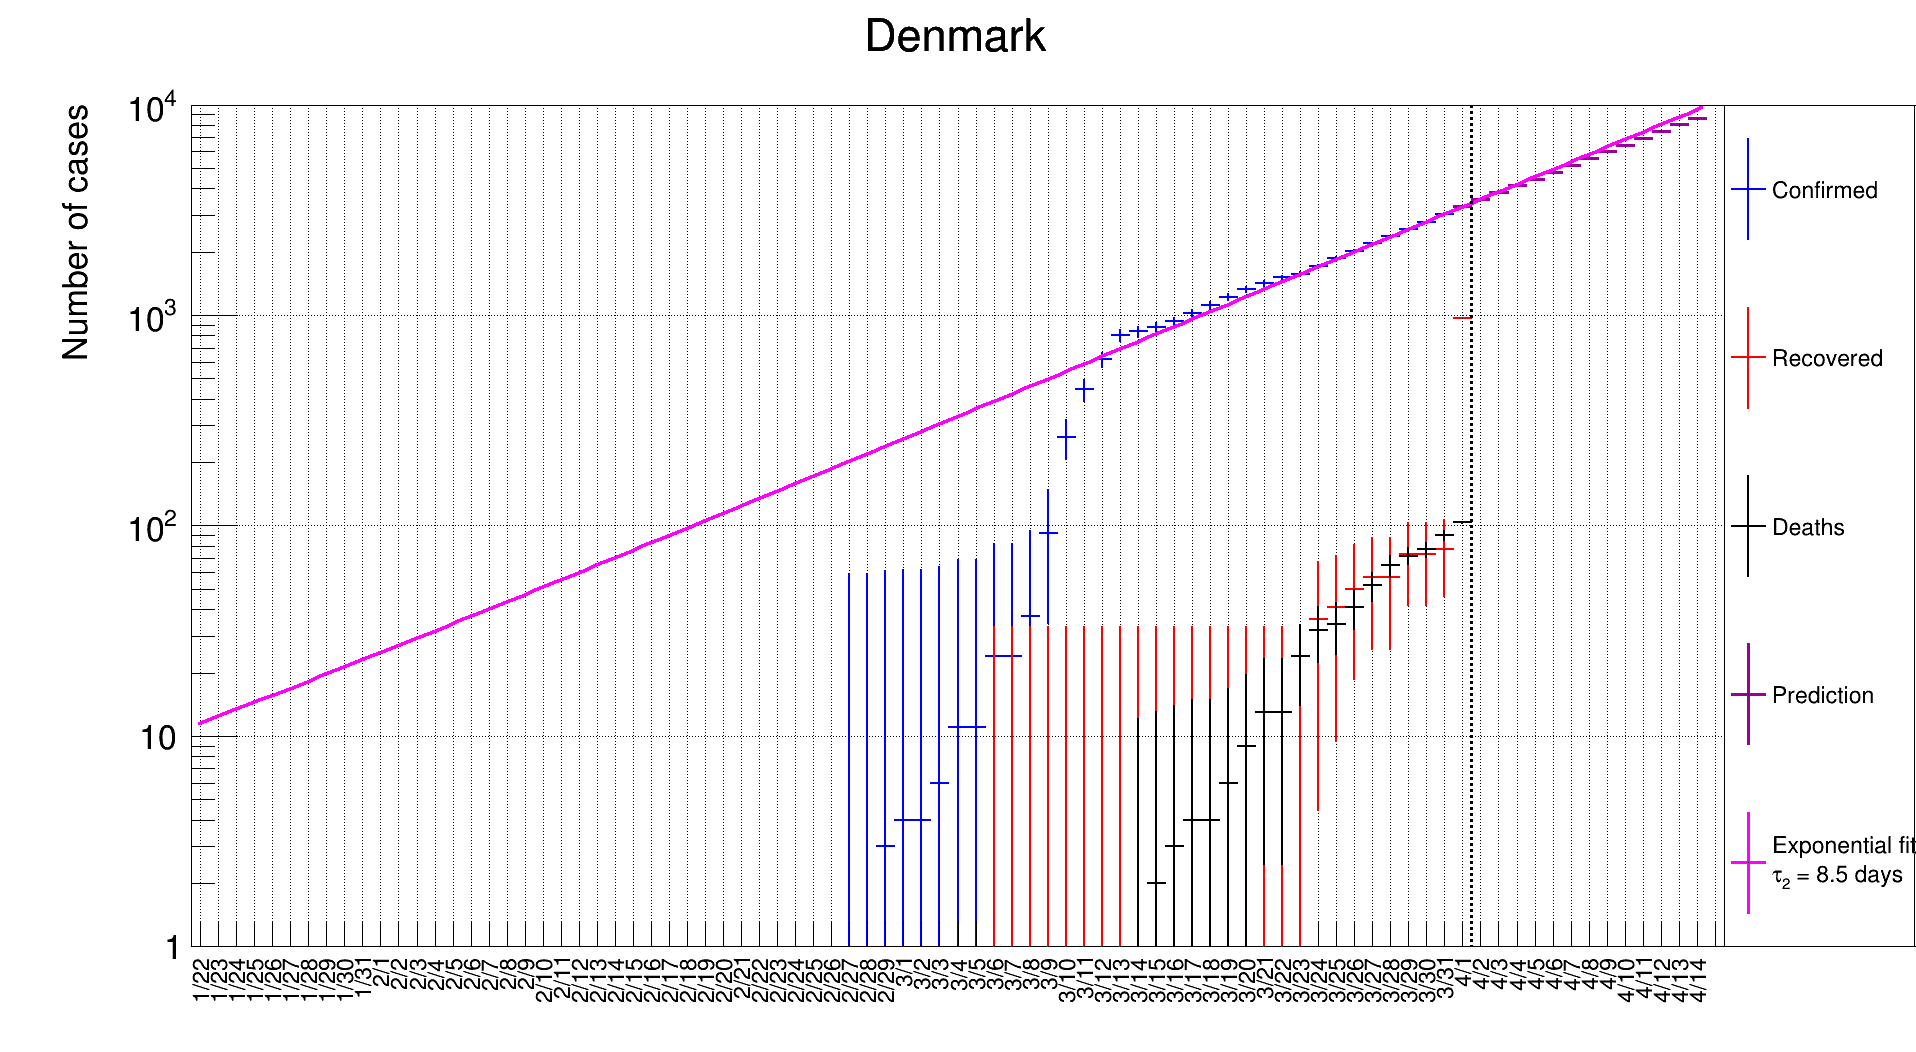 Denmark
Number of cases
10⁴
10³
10²
10
1
1/22 1/23 1/24 1/25 1/26 1/27 1/28 1/29 1/30 1/31 2/1 2/2 2/3 2/4 2/5 2/6 2/7 2/8 2/9 2/10 2/11 2/12 2/13 2/14 2/15 2/16 2/17 2/18 2/19 2/20 2/21 2/22 2/23 2/24 2/25 2/26 2/27 2/28 2/29 3/1 3/2 3/3 3/4 3/5 3/6 3/7 3/8 3/9 3/10 3/11 3/12 3/13 3/14 3/15 3/16 3/17 3/18 3/19 3/20 3/21 3/22 3/23 3/24 3/25 3/26 3/27 3/28 3/29 3/30 3/31 4/1 4/2 4/3 4/4 4/5 4/6 4/7 4/8 4/9 4/10 4/11 4/12 4/13 4/14
Confirmed
Recovered
Deaths
Prediction
Exponential fit
τ₂ = 8.5 days